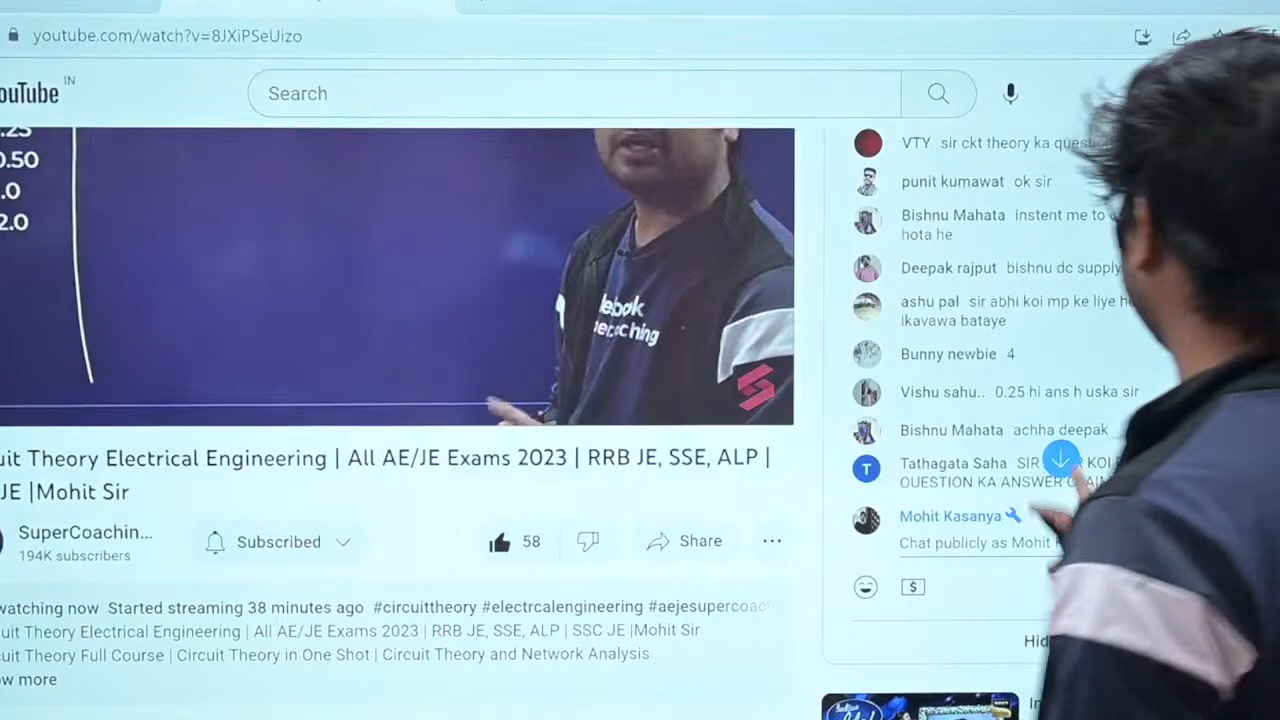 youtube.com/watch?v=8JXiPSeUizo
ouTube IN
Search
.25
0.50
.0
2.0
ebook
ecoaching
uit Theory Electrical Engineering | All AE/JE Exams 2023 | RRB JE, SSE, ALP |
JE |Mohit Sir
SuperCoachin...
194K subscribers
Subscribed
58
Share
watching now Started streaming 38 minutes ago #circuittheory #electrcalengineering #aejesupercoac
uit Theory Electrical Engineering | All AE/JE Exams 2023 | RRB JE, SSE, ALP | SSC JE |Mohit Sir
cuit Theory Full Course | Circuit Theory in One Shot | Circuit Theory and Network Analysis
ow more
VTY sir ckt theory ka ques
punit kumawat ok sir
Bishnu Mahata instent me to
hota he
Deepak rajput bishnu dc supply
ashu pal sir abhi koi mp ke liye
ikavawa bataye
Bunny newbie 4
Vishu sahu.. 0.25 hi ans h uska sir
Bishnu Mahata achha deepak
T
Tathagata Saha SIR KOI
QUESTION KA ANSWER
Mohit Kasanya
Chat publicly as Mohit
$
Hid